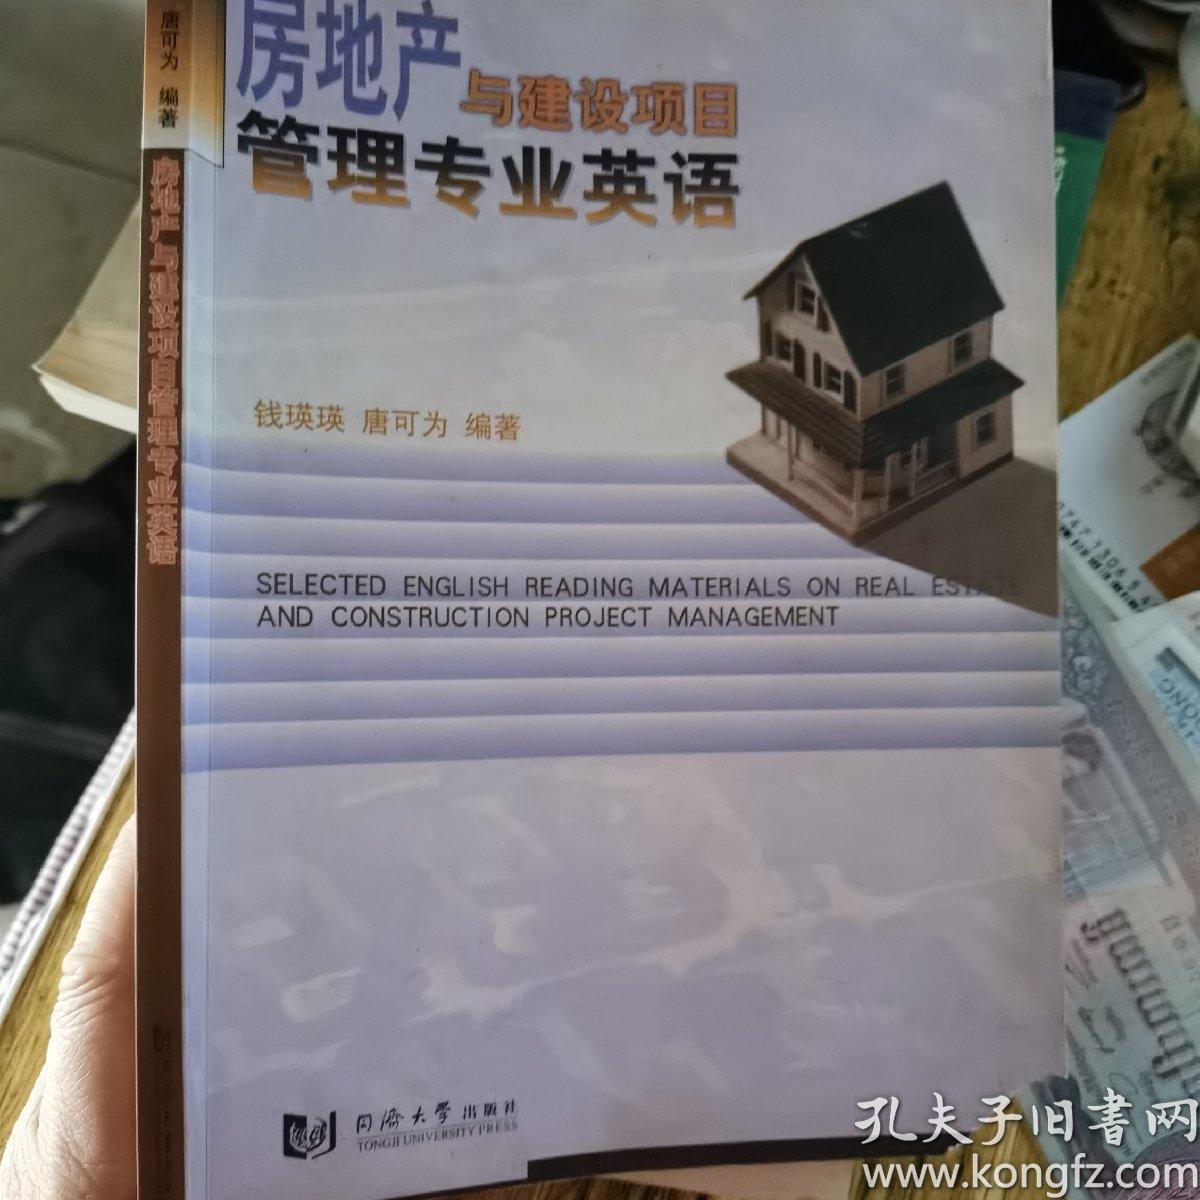 房地产与建设项目
管理专业英语
钱瑛瑛 唐可为 编著
SELECTED ENGLISH READING MATERIALS ON REAL ESTATE
AND CONSTRUCTION PROJECT MANAGEMENT
同济大学出版社
TONGJI UNIVERSITY PRESS
唐可为 编著
房地产与建设项目管理专业英语
孔夫子旧書网
www.kongfz.com